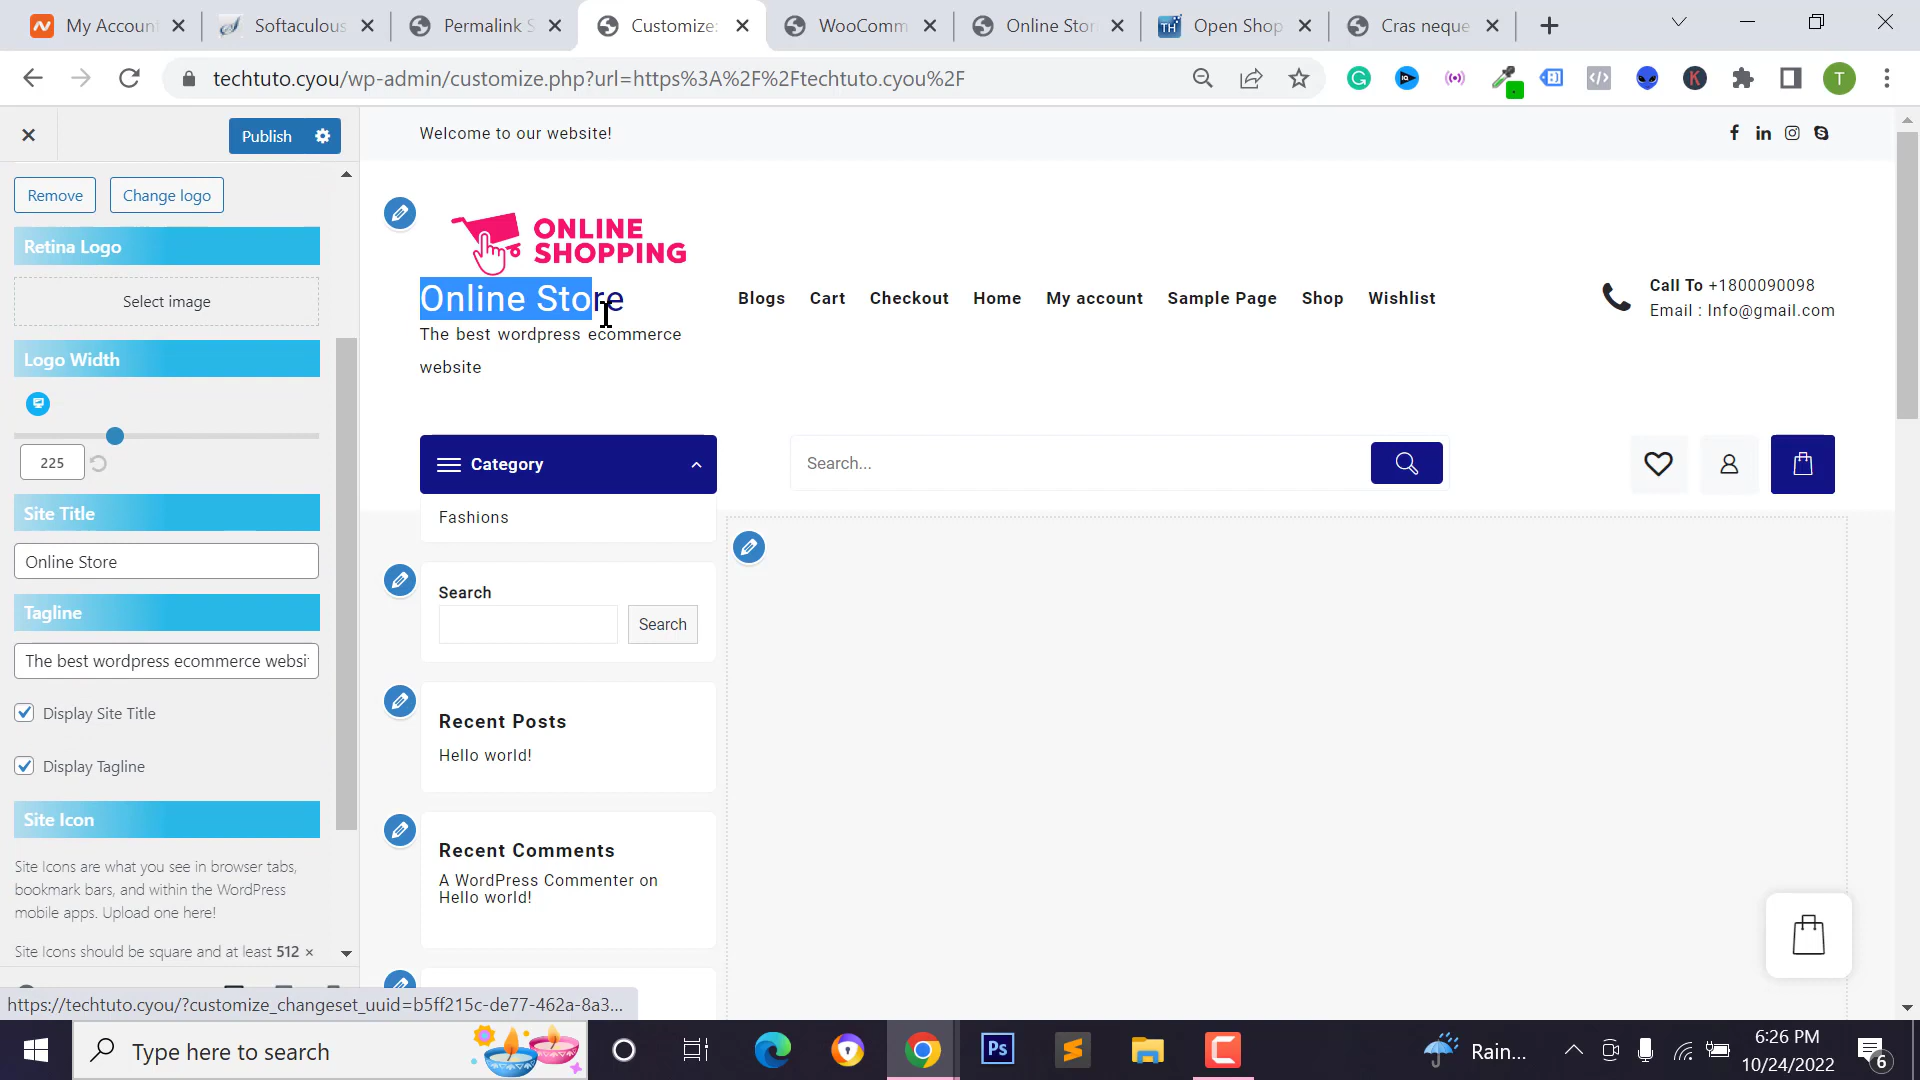 My Accoun
Softaculous
Permalink S
Customize:
WooComm
Online Stor
Open Shop
Cras neque
techtuto.cyou/wp-admin/customize.php?url=https%3A%2F%2Ftechtuto.cyou%2F
T
Publish
Welcome to our website!
Remove
Change logo
Retina Logo
Select image
Logo Width
225
Site Title
Online Store
Tagline
The best wordpress ecommerce websi
Display Site Title
Display Tagline
Site Icon
Site Icons are what you see in browser tabs,
bookmark bars, and within the WordPress
mobile apps. Upload one here!
Site Icons should be square and at least 512 ×
ONLINE
SHOPPING
Online Store
The best wordpress ecommerce
website
Blogs Cart Checkout Home My account Sample Page Shop Wishlist
Call To +1800090098
Email : Info@gmail.com
Category
Search...
Fashions
Search
Search
Recent Posts
Hello world!
Recent Comments
A WordPress Commenter on
Hello world!
https://techtuto.cyou/?customize_changeset_uuid=b5ff215c-de77-462a-8a3...
Type here to search
Ps
Rain...
6:26 PM
10/24/2022
6